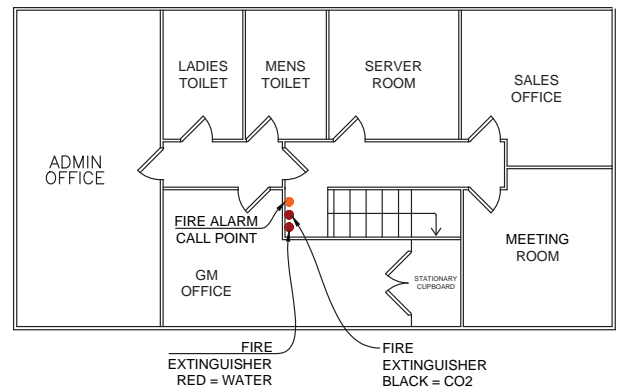 LADIES
TOILET
MENS
TOILET
SERVER
ROOM
SALES
OFFICE
ADMIN
OFFICE
FIRE ALARM
CALL POINT
MEETING
ROOM
GM
OFFICE
STATIONARY
CUPBOARD
FIRE
EXTINGUISHER
RED = WATER
FIRE
EXTINGUISHER
BLACK = CO2